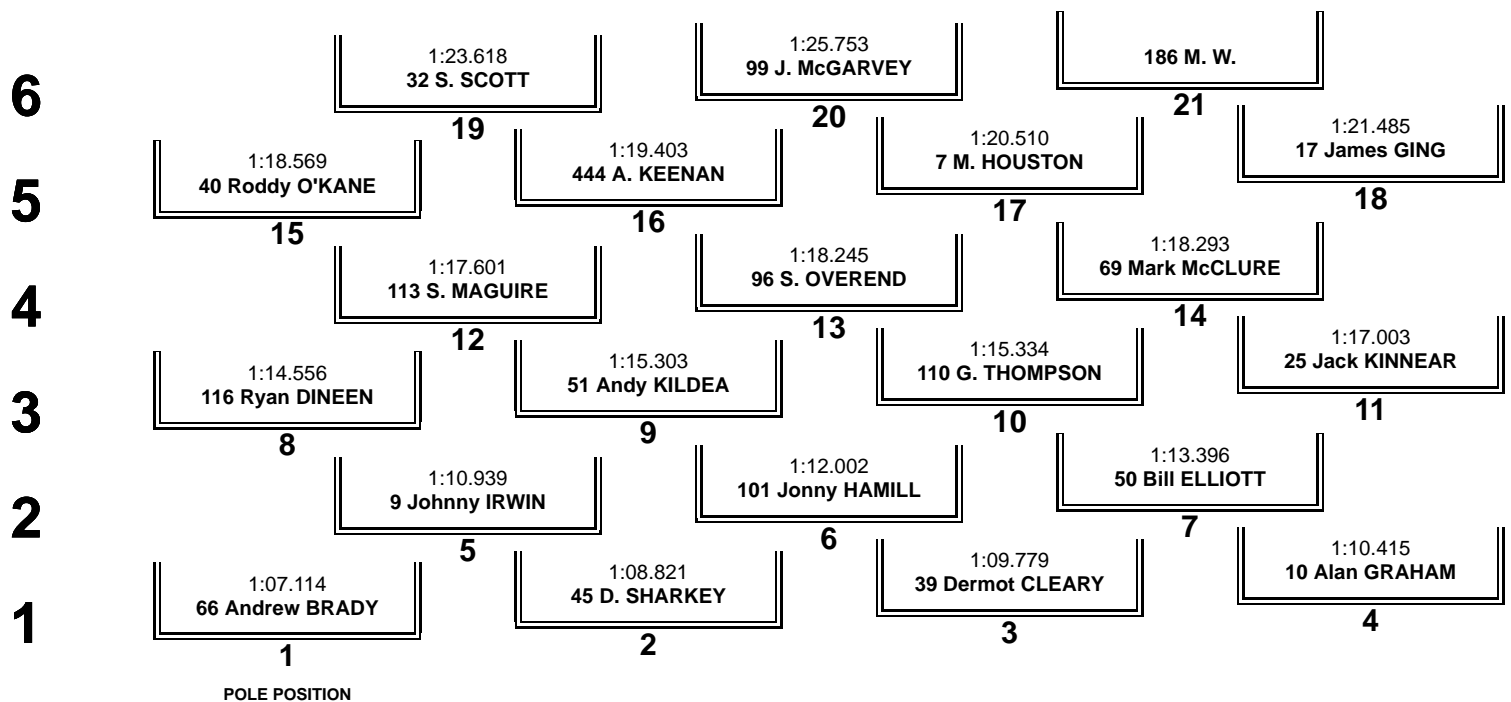 6
1:23.618
32 S. SCOTT
19
1:25.753
99 J. McGARVEY
20
186 M. W.
21
5
1:18.569
40 Roddy O'KANE
15
1:19.403
444 A. KEENAN
16
1:20.510
7 M. HOUSTON
17
1:21.485
17 James GING
18
4
1:17.601
113 S. MAGUIRE
12
1:18.245
96 S. OVEREND
13
1:18.293
69 Mark McCLURE
14
3
1:14.556
116 Ryan DINEEN
8
1:15.303
51 Andy KILDEA
9
1:15.334
110 G. THOMPSON
10
1:17.003
25 Jack KINNEAR
11
2
1:10.939
9 Johnny IRWIN
5
1:12.002
101 Jonny HAMILL
6
1:13.396
50 Bill ELLIOTT
7
1
1:07.114
66 Andrew BRADY
1
POLE POSITION
1:08.821
45 D. SHARKEY
2
1:09.779
39 Dermot CLEARY
3
1:10.415
10 Alan GRAHAM
4